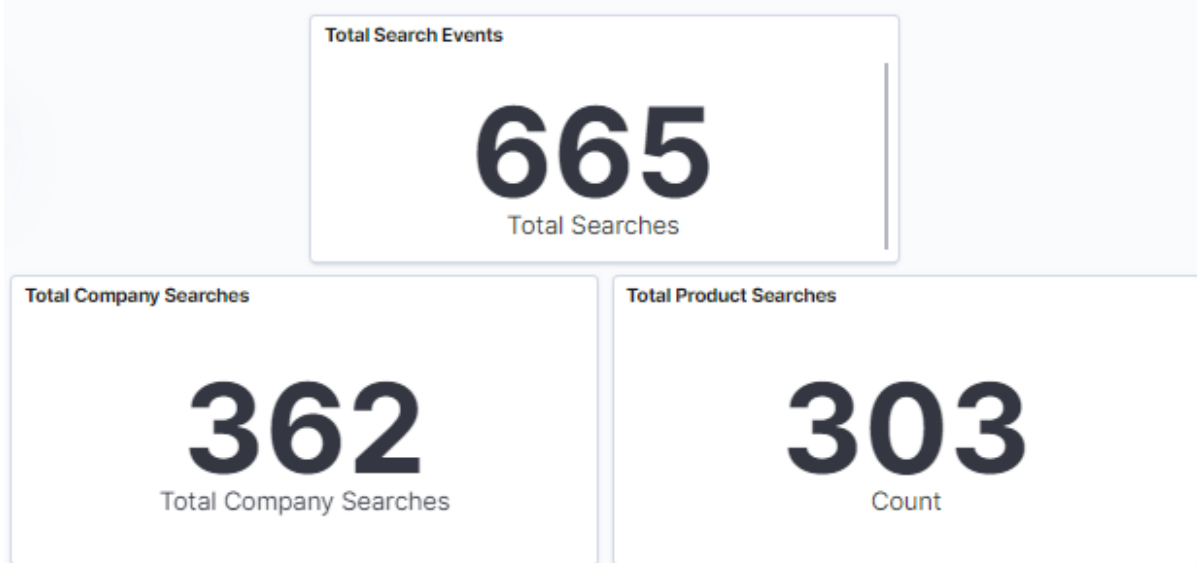 Total Search Events
665
Total Searches
Total Company Searches
362
Total Company Searches
Total Product Searches
303
Count